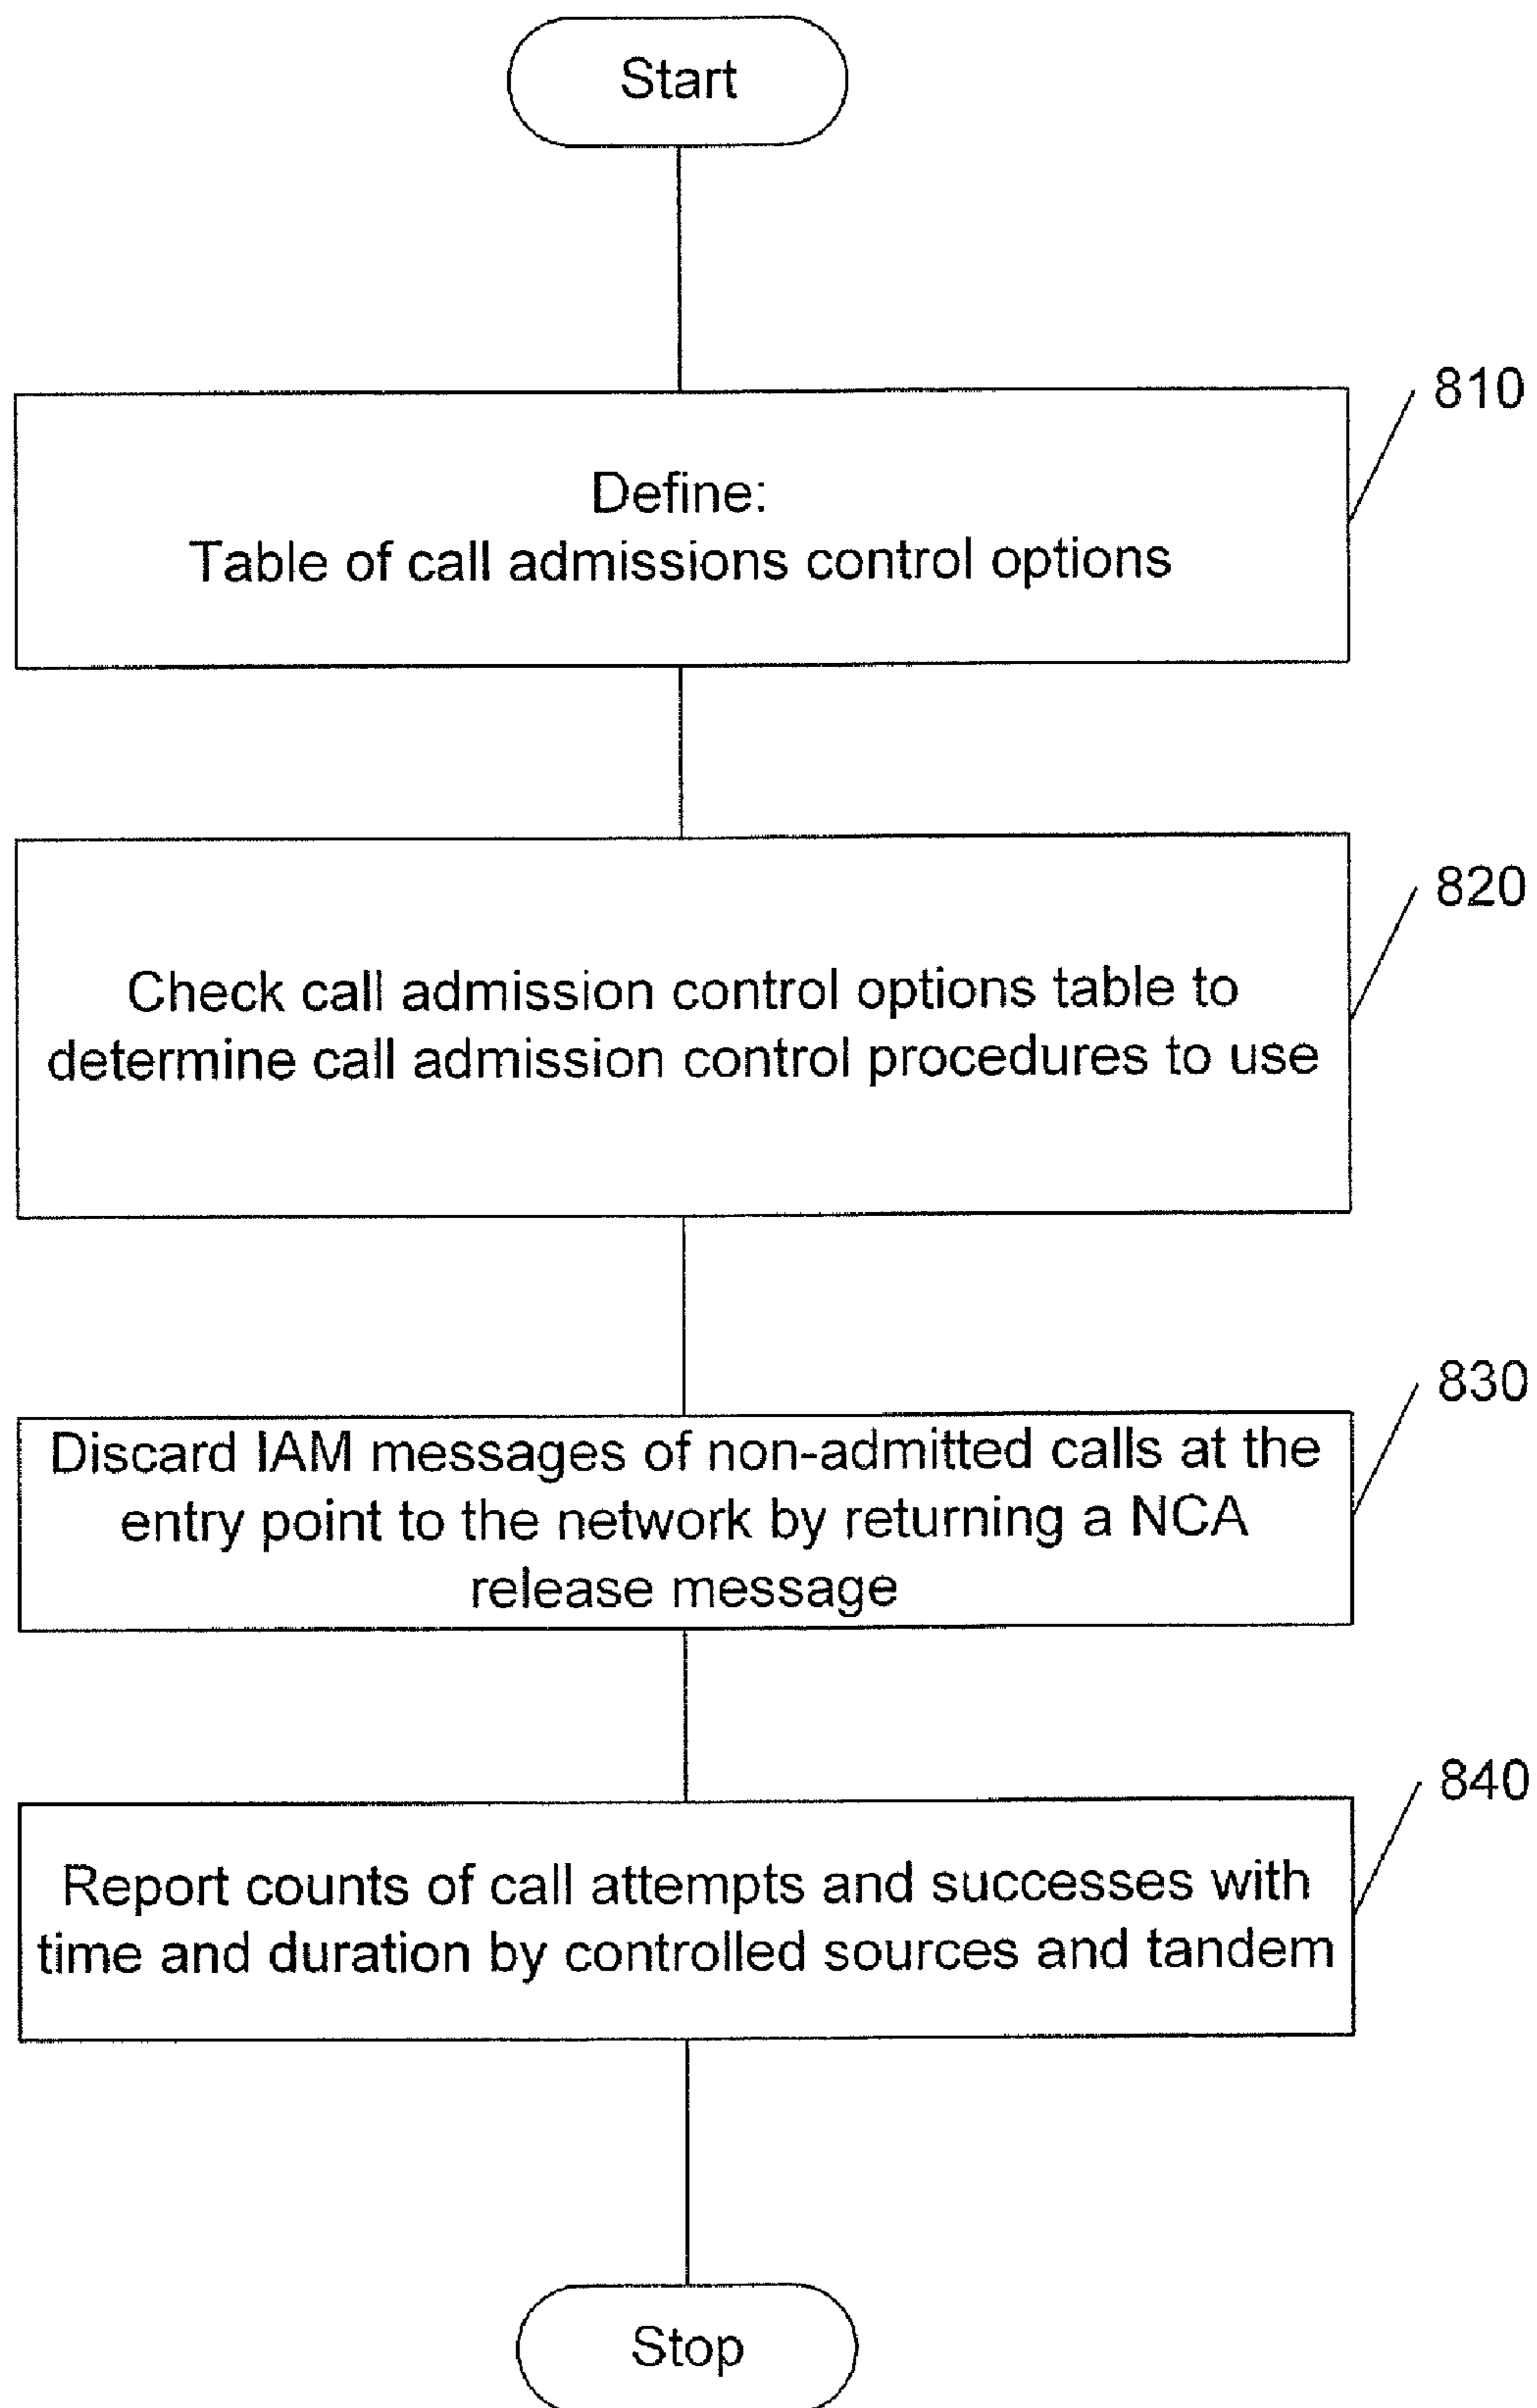 Start
810
Define:
Table of call admissions control options
820
Check call admission control options table to
determine call admission control procedures to use
830
Discard IAM messages of non-admitted calls at the
entry point to the network by returning a NCA
release message
840
Report counts of call attempts and successes with
time and duration by controlled sources and tandem
Stop